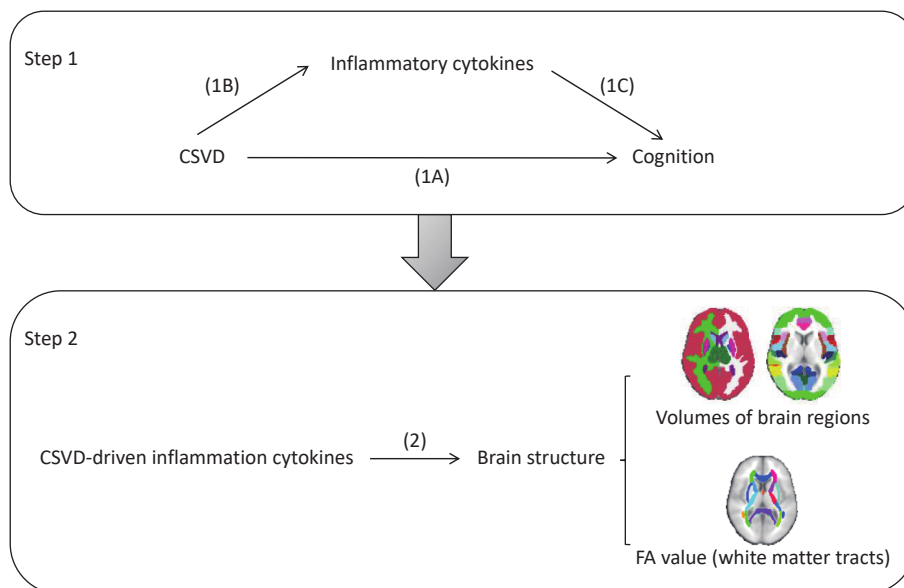 Step 1
Inflammatory cytokines
(1B)
(1C)
CSVD
Cognition
(1A)
Step 2
Volumes of brain regions
(2)
CSVD-driven inflammation cytokines
Brain structure
FA value (white matter tracts)